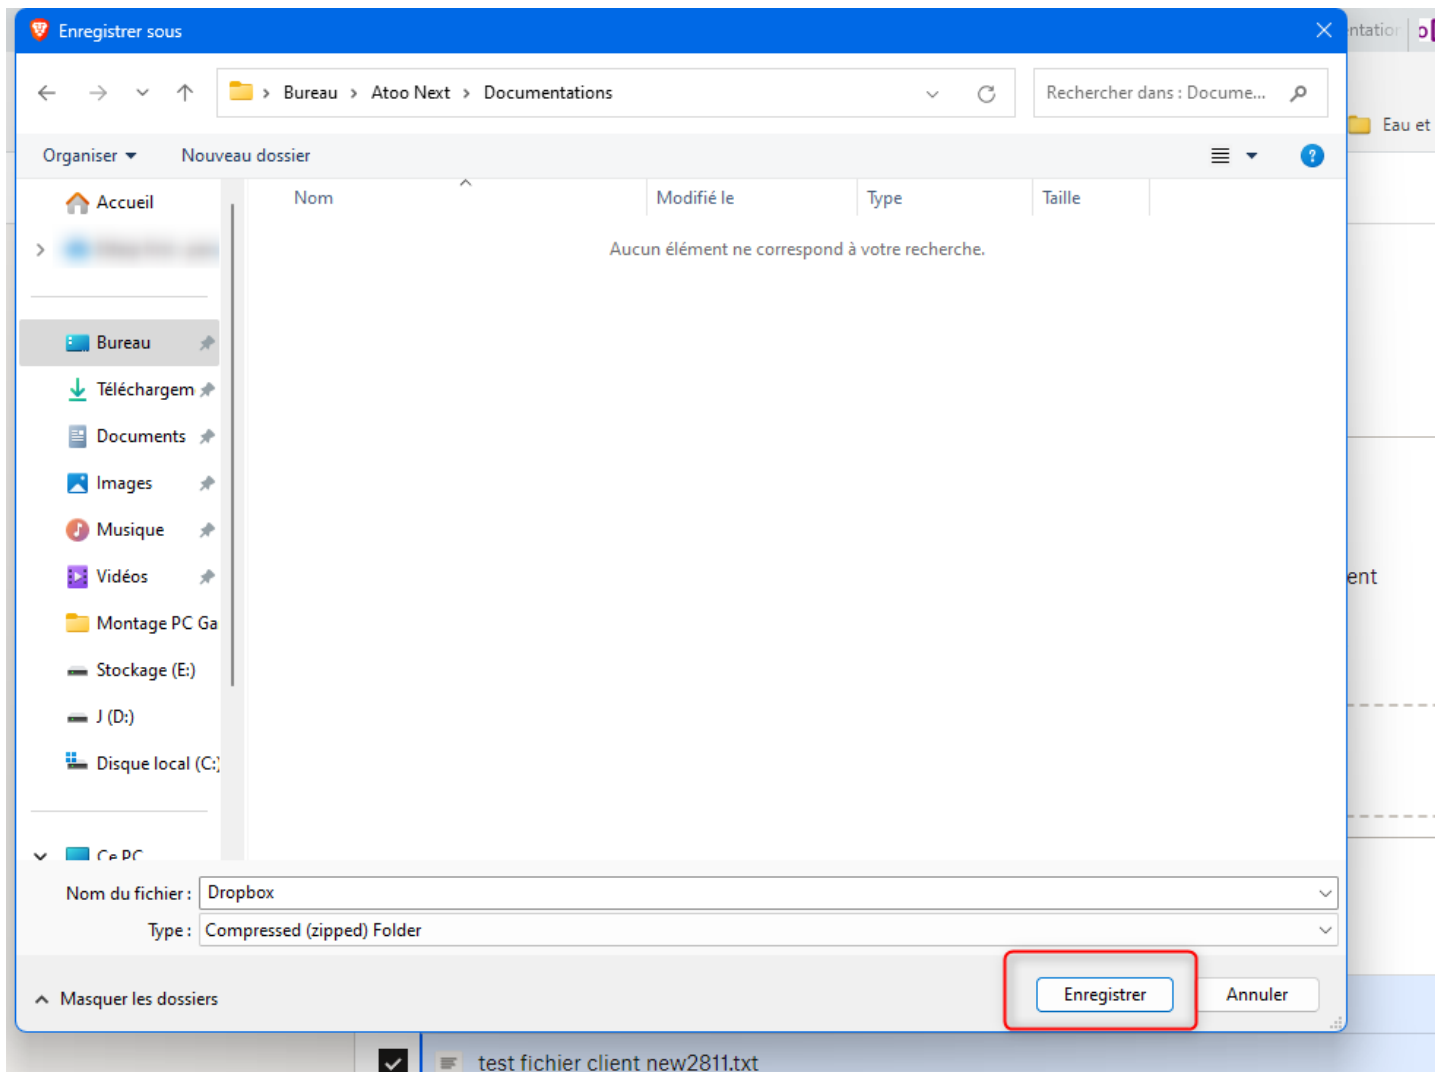 Enregistrer sous
Bureau > Atoo Next > Documentations
Rechercher dans : Docume...
Eau et
Organiser
Nouveau dossier
Accueil
Nom
Modifié le
Type
Taille
Aucun élément ne correspond à votre recherche.
Bureau
Téléchargem
Documents
Images
Musique
Vidéos
ent
Montage PC Ga
Stockage (E:)
J (D:)
Disque local (C:)
Ce PC
Nom du fichier : Dropbox
Type : Compressed (zipped) Folder
Masquer les dossiers
Enregistrer
Annuler
test fichier client new2811.txt